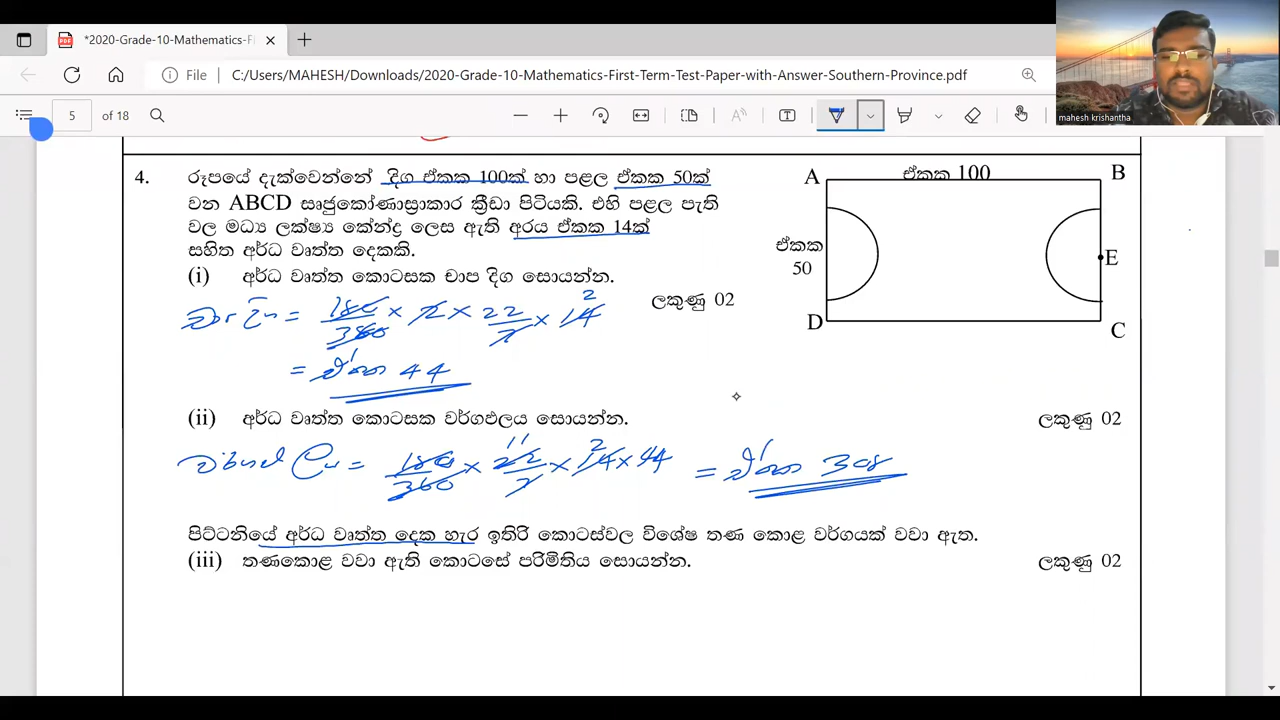 *2020-Grade-10-Mathematics-Fi
File C:/Users/MAHESH/Downloads/2020-Grade-10-Mathematics-First-Term-Test-Paper-with-Answer-Southern-Province.pdf
mahesh krishantha
5 of 18
4. රූපයේ දැක්වෙන්නේ දිග ඒකක 100ක් හා පළල ඒකක 50ක්
වන ABCD සෘජුකෝණාස්‍රාකාර ක්‍රීඩා පිටියකි. එහි පළල පැති
වල මධ්‍ය ලක්ෂ්‍ය කේන්ද්‍ර ලෙස ඇති අරය ඒකක 14ක්
සහිත අර්ධ වෘත්ත දෙකකි.
A ඒකක 100 B
ඒකක
50
E
D C
(i) අර්ධ වෘත්ත කොටසක චාප දිග සොයන්න.
ලකුණු 02
= 180/360 × 2 × 22/7 × 14 2
= 44
(ii) අර්ධ වෘත්ත කොටසක වර්ගඵලය සොයන්න. ලකුණු 02
= 180/360 × 22/7 × 14 × 14 = 308
පිට්ටනියේ අර්ධ වෘත්ත දෙක හැර ඉතිරි කොටස්වල විශේෂ තණ කොළ වර්ගයක් වවා ඇත.
(iii) තණකොළ වවා ඇති කොටසේ පරිමිතිය සොයන්න. ලකුණු 02